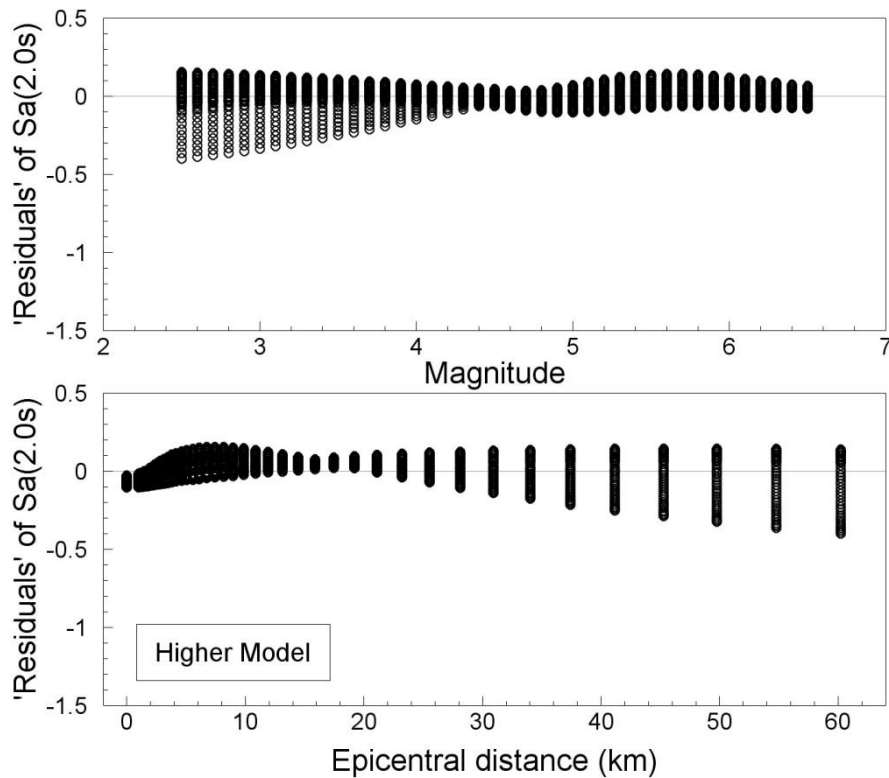 0.5
0
-0.5
-1
-1.5
'Residuals' of Sa(2.0s)
2 3 4 5 6 7
Magnitude
0.5
0
-0.5
-1
-1.5
'Residuals' of Sa(2.0s)
Higher Model
0 10 20 30 40 50 60
Epicentral distance (km)